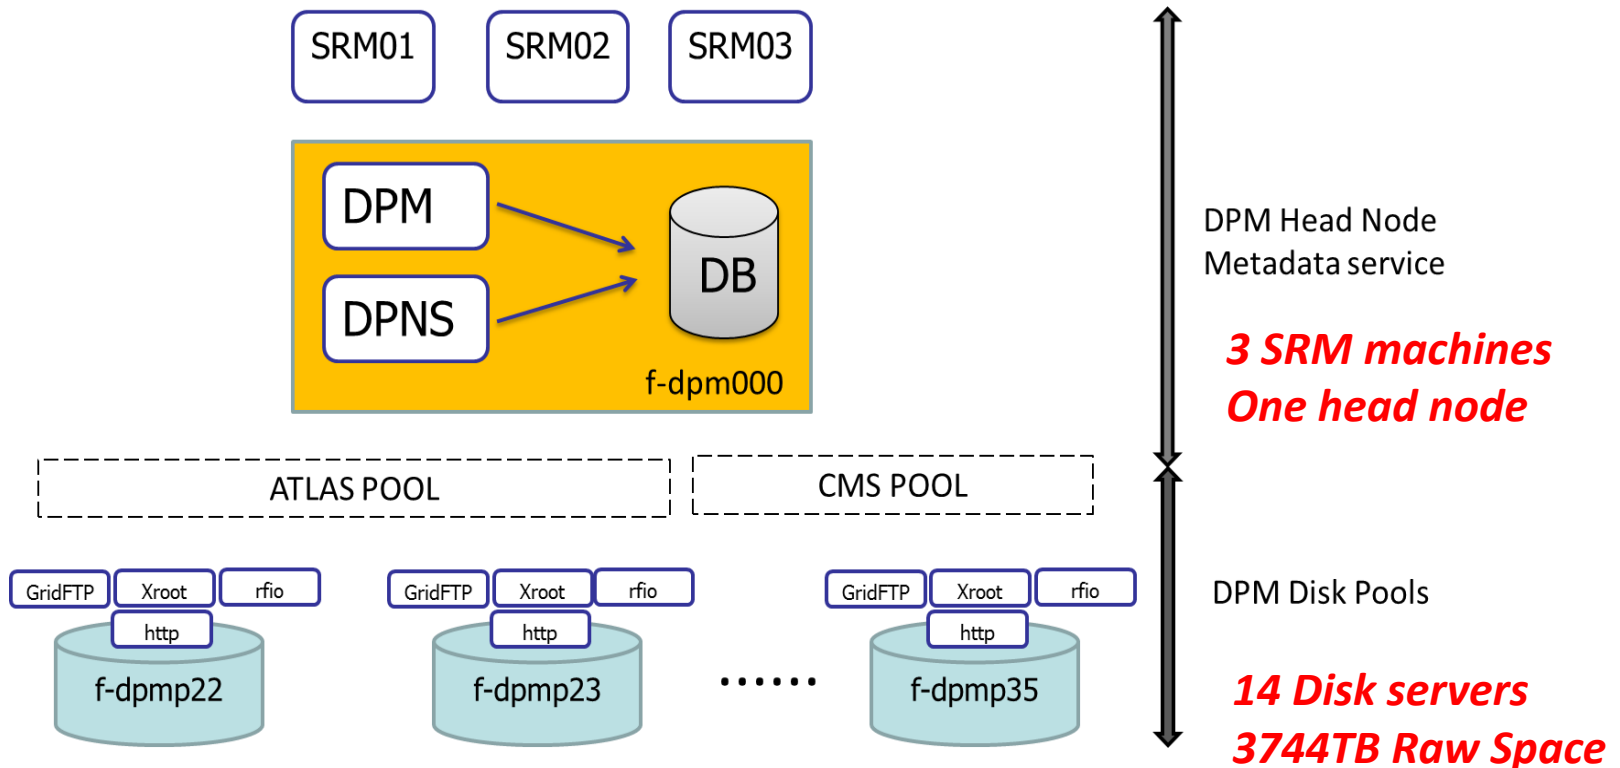 SRM01
SRM02
SRM03
DPM
DPNS
DB
f-dpm000
DPM Head Node
Metadata service
3 SRM machines
One head node
ATLAS POOL
CMS POOL
GridFTP
Xroot
rfio
http
f-dpmp22
GridFTP
Xroot
rfio
http
f-dpmp23
......
GridFTP
Xroot
rfio
http
f-dpmp35
DPM Disk Pools
14 Disk servers
3744TB Raw Space